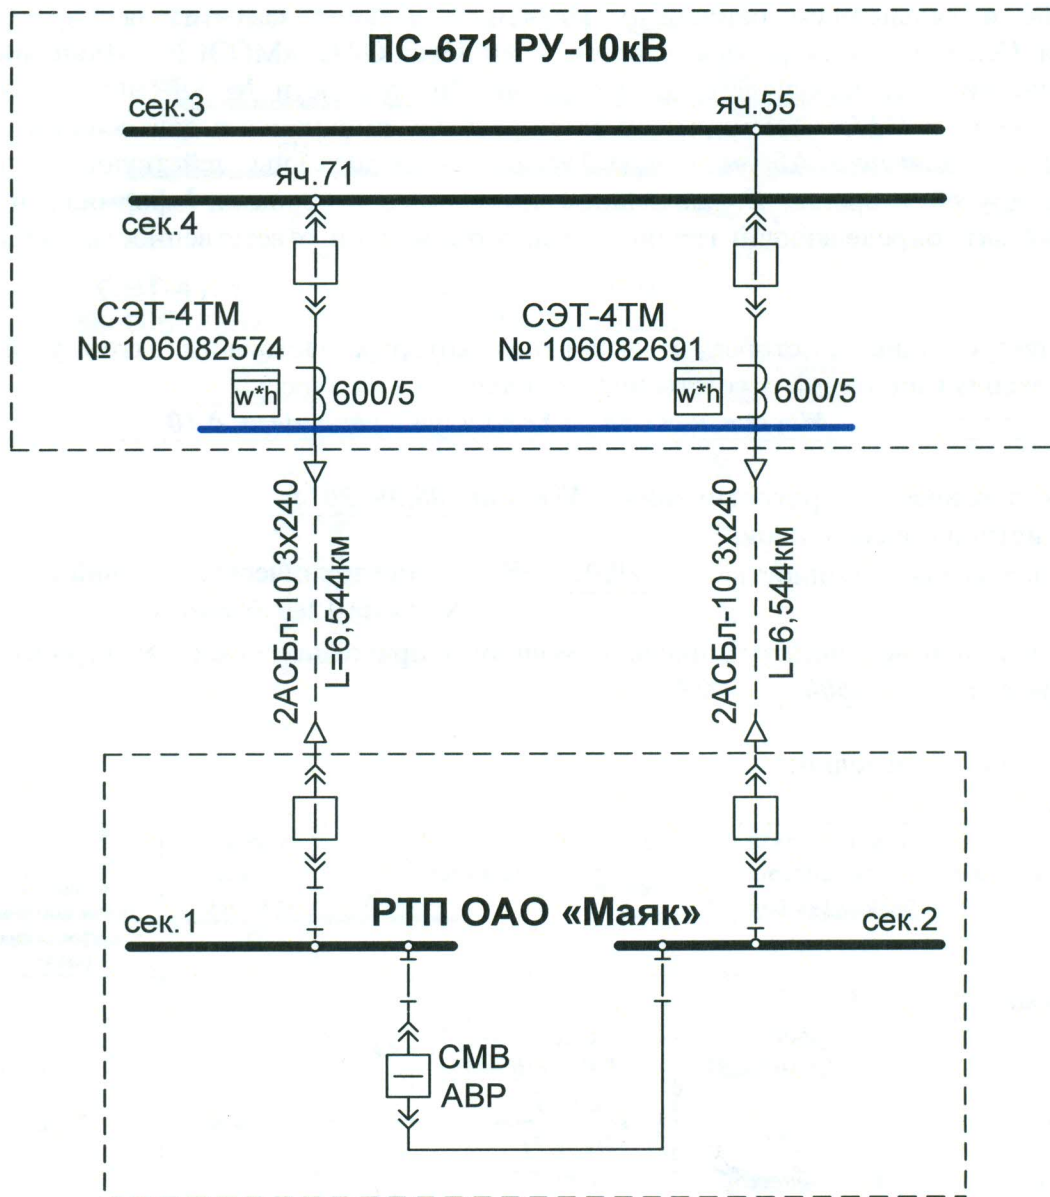 ПС-671 РУ-10кВ
сек.3
яч.55
яч.71
сек.4
СЭТ-4ТМ
№ 106082574
СЭТ-4ТМ
№ 106082691
w*h
600/5
w*h
600/5
2АСБл-10 3х240
L=6,544км
2АСБл-10 3х240
L=6,544км
РТП ОАО «Маяк»
сек.1
сек.2
СМВ
АВР